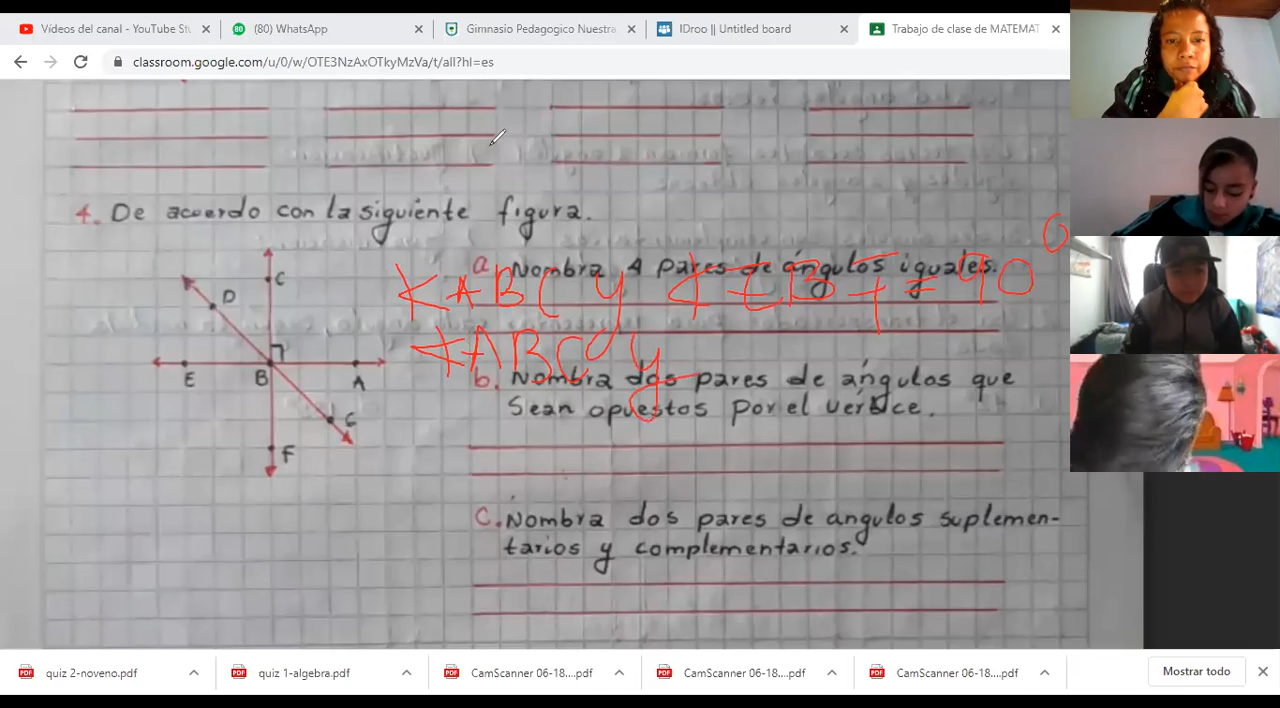 Vídeos del canal - YouTube St
(80) WhatsApp
Gimnasio Pedagogico Nuestra
IDroo || Untitled board
Trabajo de clase de MATEMAT
classroom.google.com/u/0/w/OTE3NzAxOTkyMzVa/t/all?hl=es
4. De acuerdo con la siguiente figura.
a. Nombra 4 pares de ángulos iguales.
∢ABC y ∢EBF = 90°
∢ABC y
C
D
E
B
A
G
F
b. Nombra dos pares de ángulos que
Sean opuestos por el vértice.
C. Nombra dos pares de angulos suplemen-
tarios y complementarios.
quiz 2-noveno.pdf
quiz 1-algebra.pdf
CamScanner 06-18....pdf
CamScanner 06-18....pdf
CamScanner 06-18....pdf
Mostrar todo